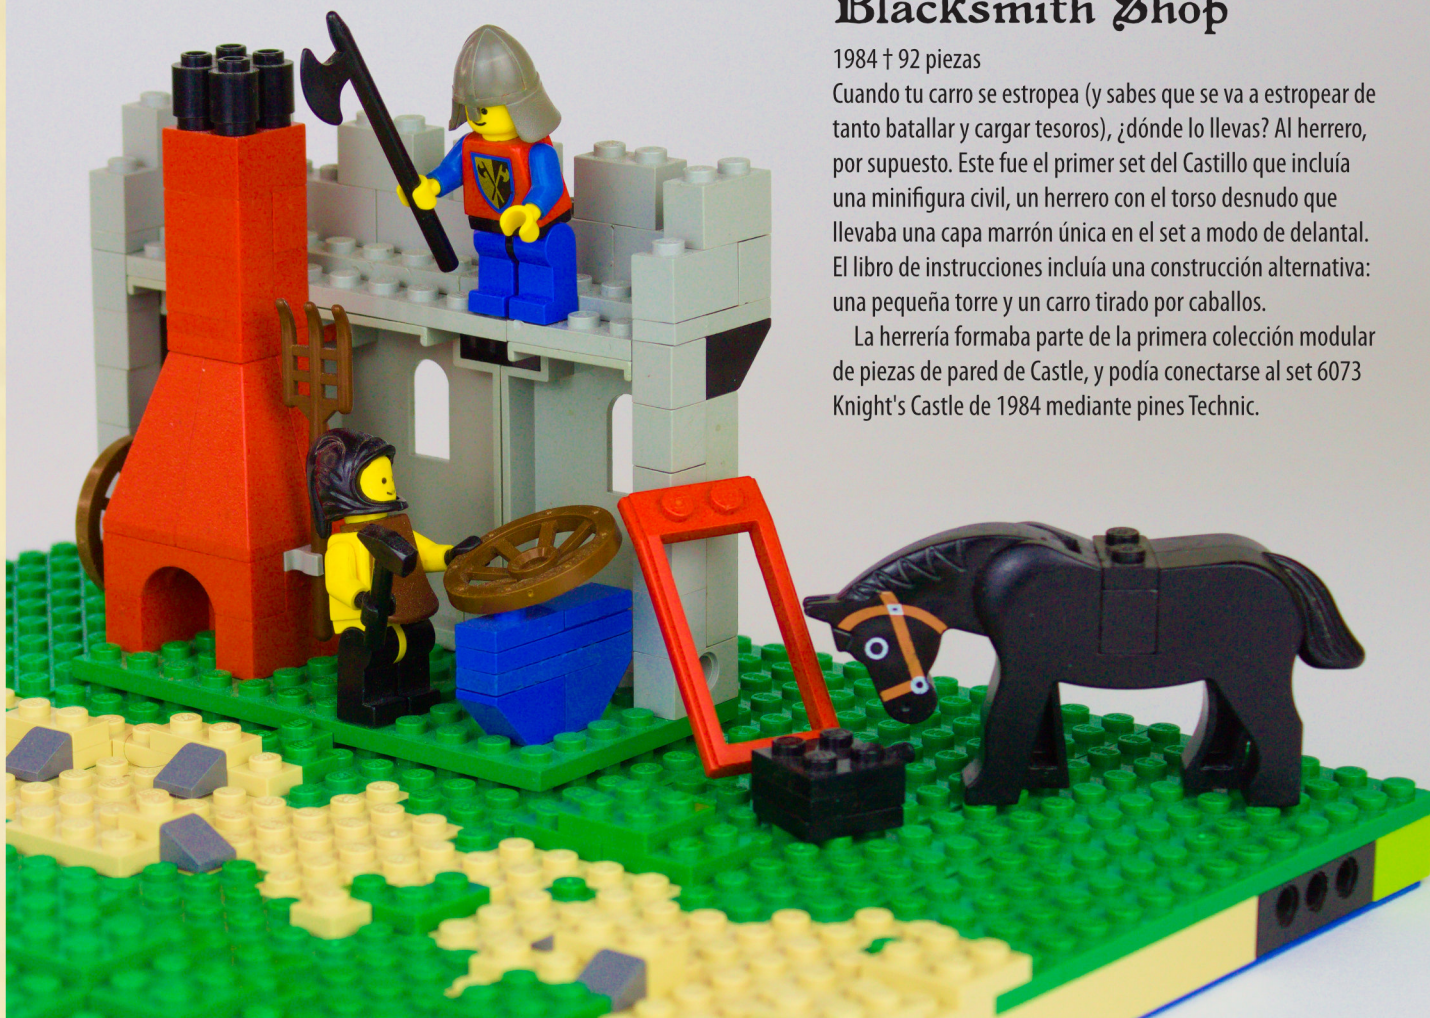 Blacksmith Shop
1984 † 92 piezas
Cuando tu carro se estropea (y sabes que se va a estropear de
tanto batallar y cargar tesoros), ¿dónde lo llevas? Al herrero,
por supuesto. Este fue el primer set del Castillo que incluía
una minifigura civil, un herrero con el torso desnudo que
llevaba una capa marrón única en el set a modo de delantal.
El libro de instrucciones incluía una construcción alternativa:
una pequeña torre y un carro tirado por caballos.
La herrería formaba parte de la primera colección modular
de piezas de pared de Castle, y podía conectarse al set 6073
Knight's Castle de 1984 mediante pines Technic.